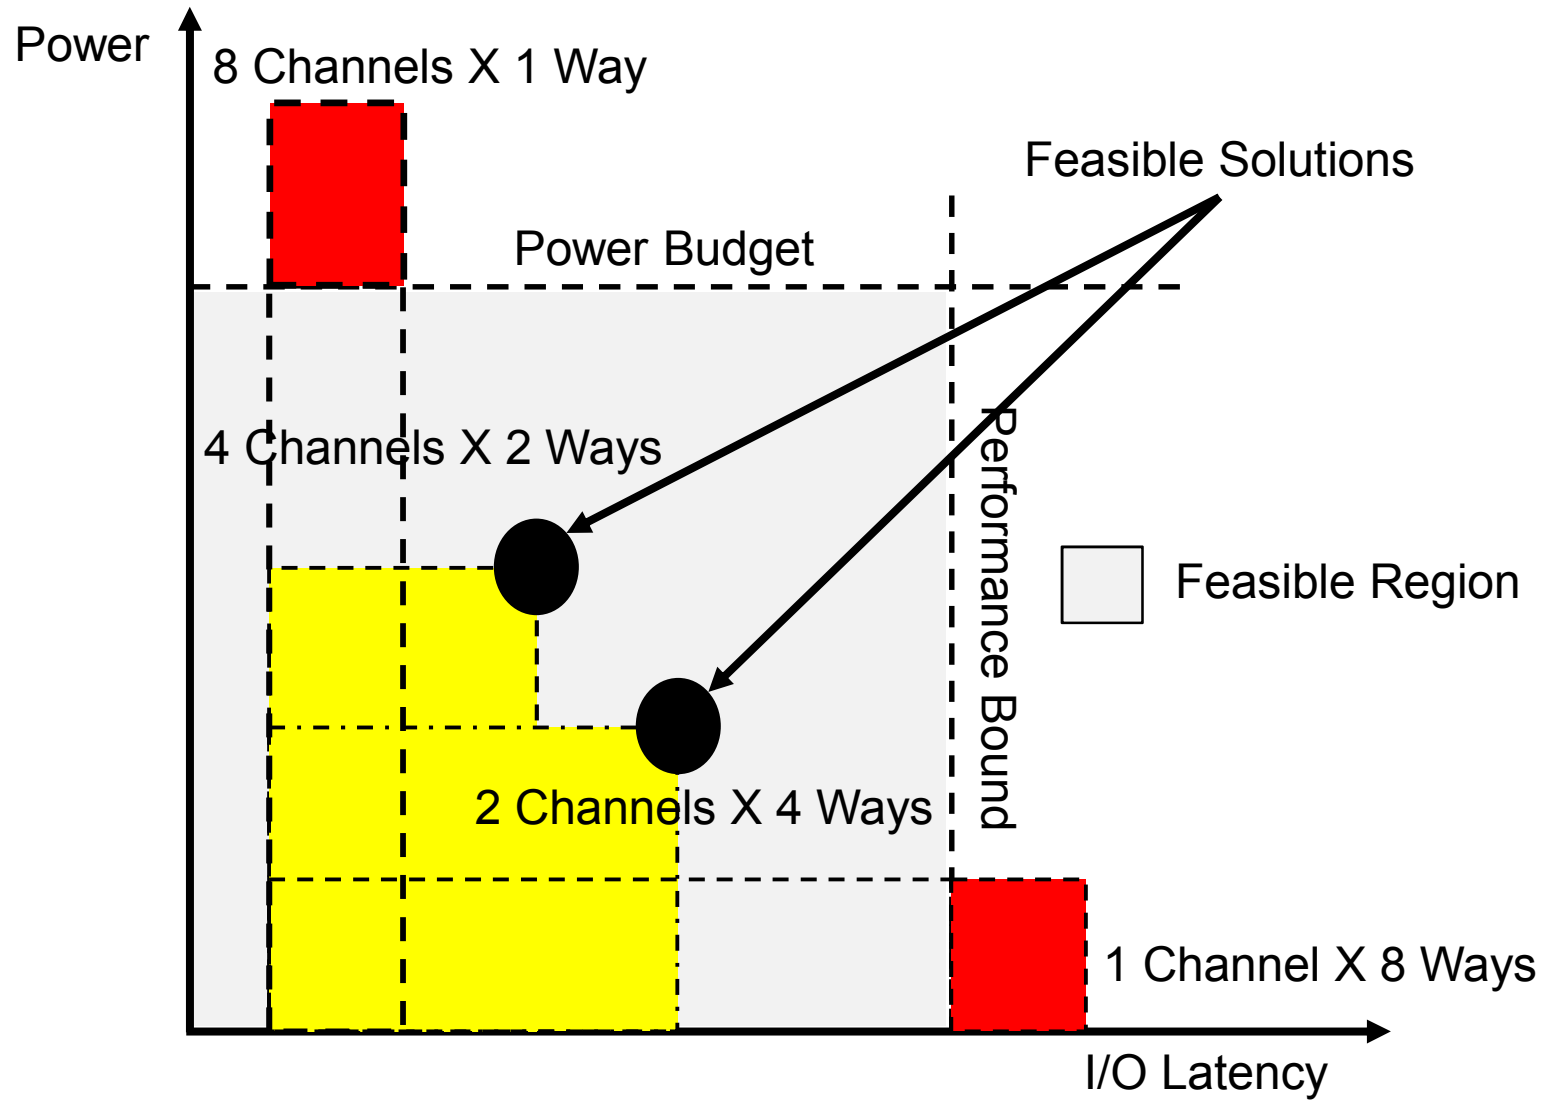 Power
8 Channels X 1 Way
Feasible Solutions
Power Budget
4 Channels X 2 Ways
Performance Bound
Feasible Region
2 Channels X 4 Ways
1 Channel X 8 Ways
I/O Latency